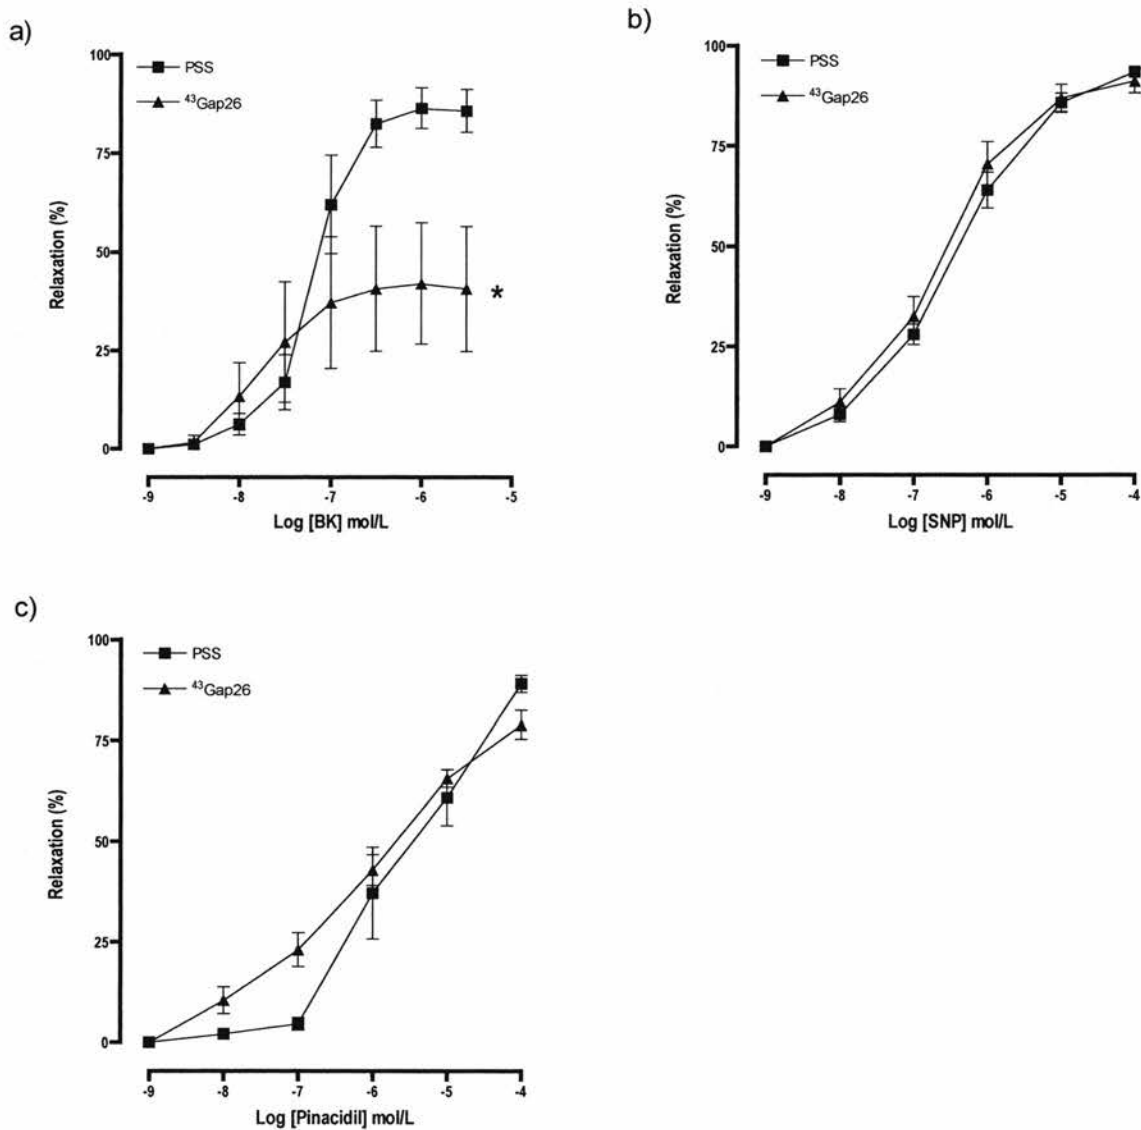 a)
100
75
50
25
0
Relaxation (%)
PSS
⁴³Gap26
*
-9
-8
-7
-6
-5
Log [BK] mol/L
b)
100
75
50
25
0
Relaxation (%)
PSS
⁴³Gap26
-9
-8
-7
-6
-5
-4
Log [SNP] mol/L
c)
100
75
50
25
0
Relaxation (%)
PSS
⁴³Gap26
-9
-8
-7
-6
-5
-4
Log [Pinacidil] mol/L